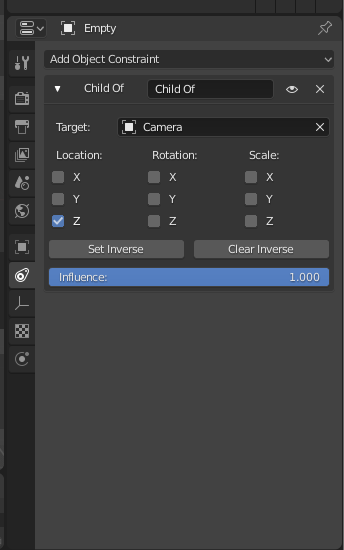 Empty
Add Object Constraint
Child Of Child Of
Target: Camera
Location: Rotation: Scale:
X X X
Y Y Y
Z Z Z
Set Inverse Clear Inverse
Influence: 1.000